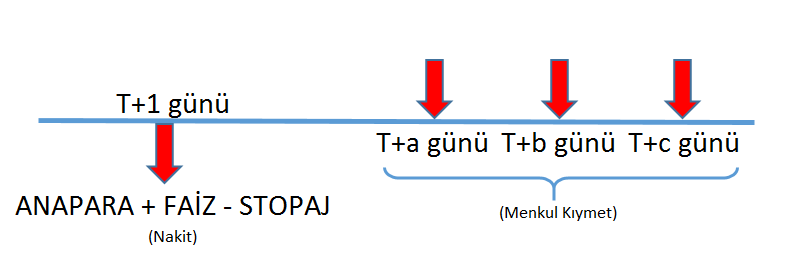 T+1 günü
T+a günü T+b günü T+c günü
ANAPARA + FAİZ - STOPAJ
(Nakit)
(Menkul Kıymet)